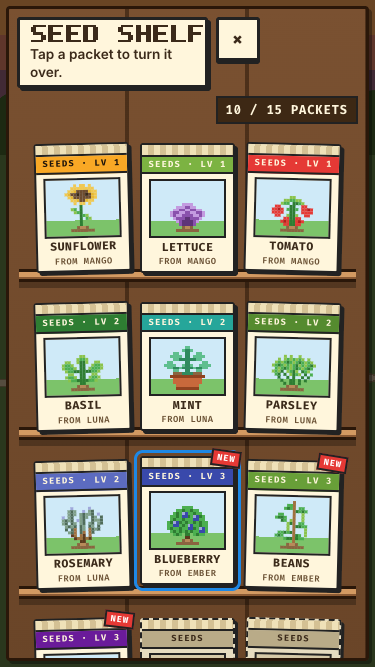 SEED SHELF
Tap a packet to turn it
over.
×
10 / 15 PACKETS
SEEDS · LV 1
SUNFLOWER
FROM MANGO
SEEDS · LV 1
LETTUCE
FROM MANGO
SEEDS · LV 1
TOMATO
FROM MANGO
SEEDS · LV 2
BASIL
FROM LUNA
SEEDS · LV 2
MINT
FROM LUNA
SEEDS · LV 2
PARSLEY
FROM LUNA
SEEDS · LV 2
ROSEMARY
FROM LUNA
NEW
SEEDS · LV 3
BLUEBERRY
FROM EMBER
NEW
SEEDS · LV 3
BEANS
FROM EMBER
NEW
SEEDS · LV 3
SEEDS
SEEDS